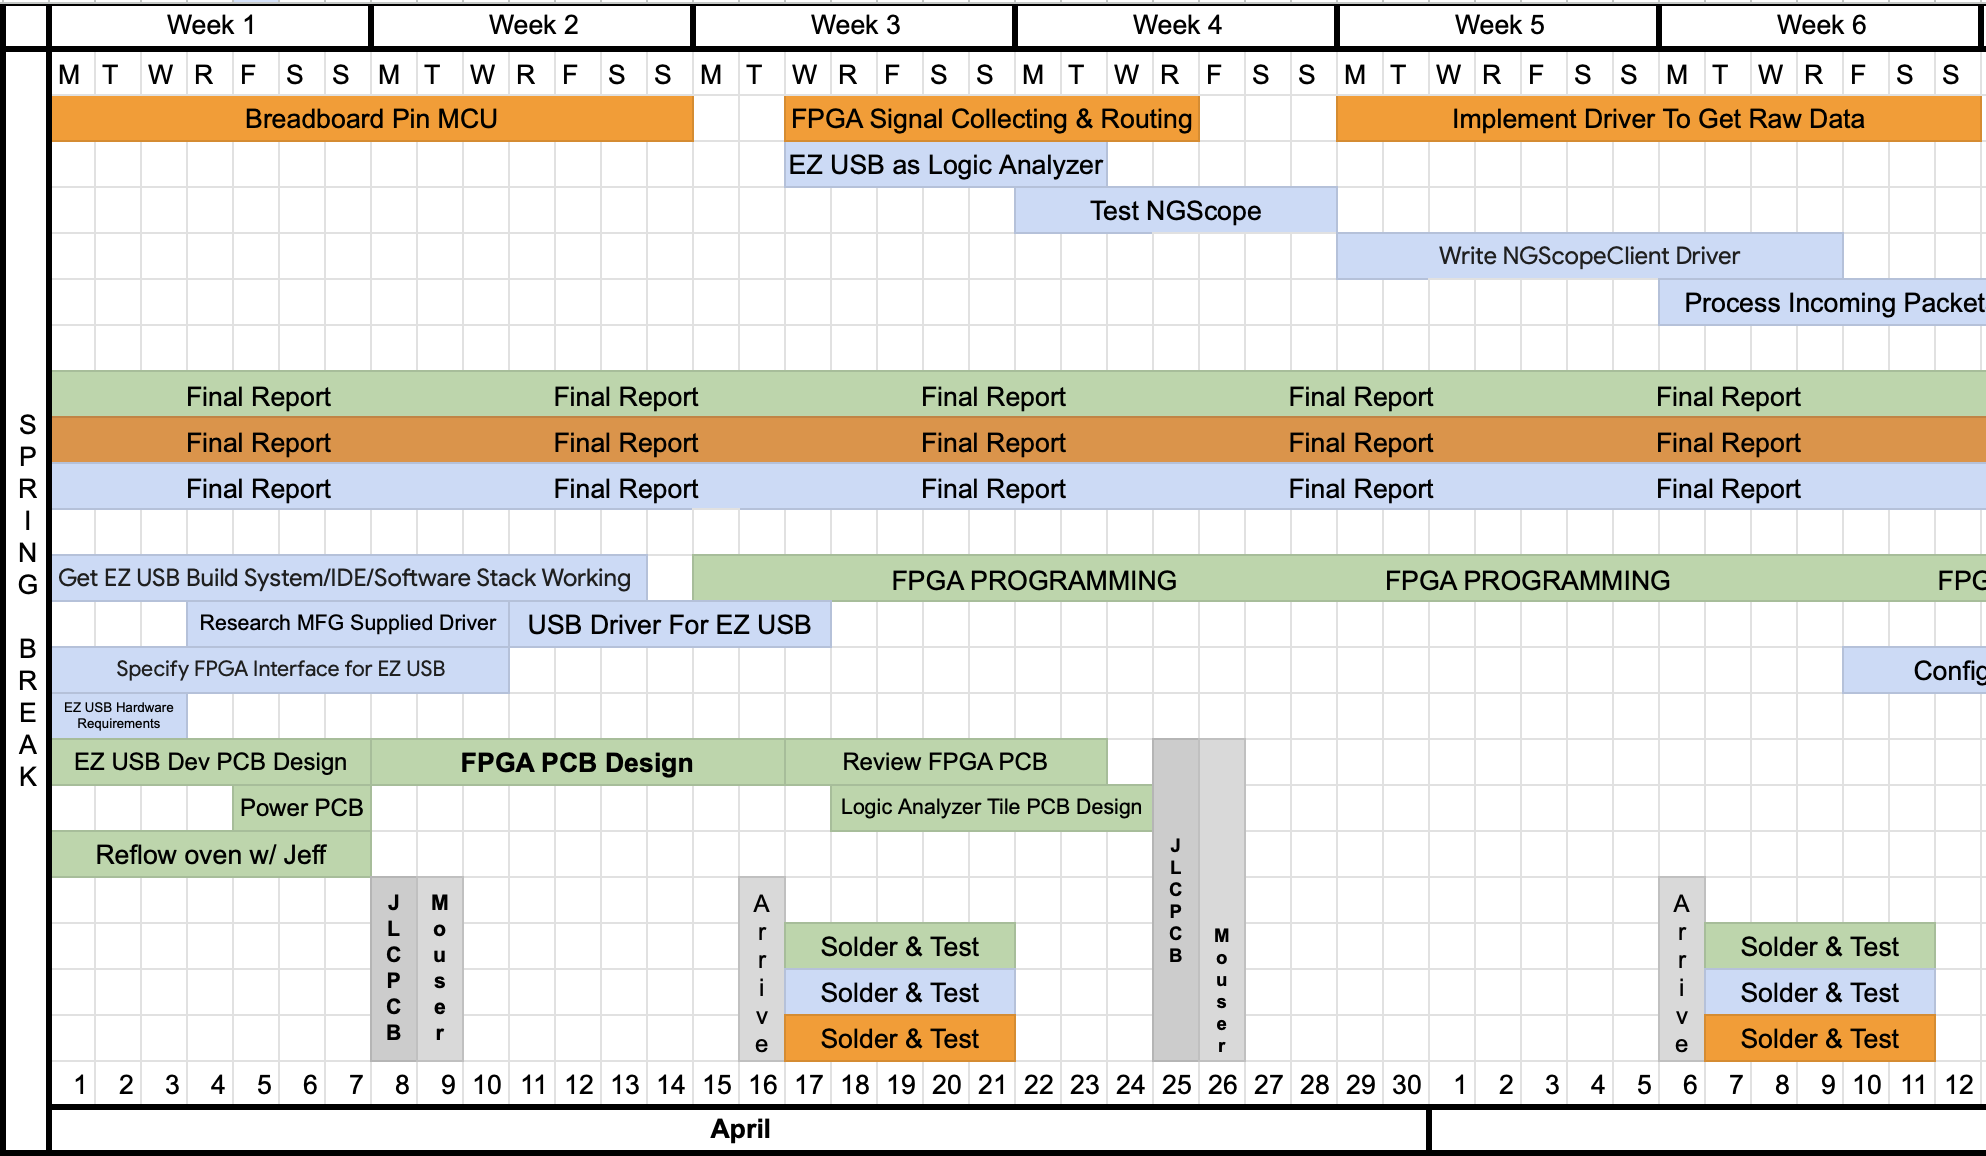 Week 1 Week 2 Week 3 Week 4 Week 5 Week 6
M T W R F S S M T W R F S S M T W R F S S M T W R F S S M T W R F S S M T W R F S S
Breadboard Pin MCU FPGA Signal Collecting & Routing Implement Driver To Get Raw Data
EZ USB as Logic Analyzer
Test NGScope
Write NGScopeClient Driver
Process Incoming Packet
SPRING BREAK
Final Report Final Report Final Report Final Report Final Report
Final Report Final Report Final Report Final Report Final Report
Final Report Final Report Final Report Final Report Final Report
Get EZ USB Build System/IDE/Software Stack Working FPGA PROGRAMMING FPGA PROGRAMMING FPG
Research MFG Supplied Driver USB Driver For EZ USB
Specify FPGA Interface for EZ USB Config
EZ USB Hardware
Requirements
EZ USB Dev PCB Design FPGA PCB Design Review FPGA PCB
Power PCB Logic Analyzer Tile PCB Design
Reflow oven w/ Jeff
JLCPCB Mouser Arrive JLCPCB Mouser Arrive
Solder & Test Solder & Test
Solder & Test Solder & Test
Solder & Test Solder & Test
1 2 3 4 5 6 7 8 9 10 11 12 13 14 15 16 17 18 19 20 21 22 23 24 25 26 27 28 29 30 1 2 3 4 5 6 7 8 9 10 11 12
April